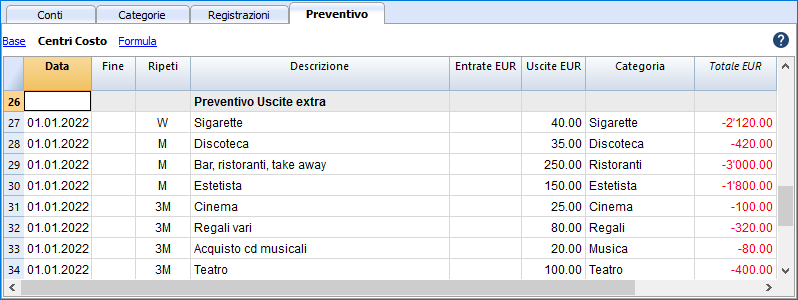 Conti Categorie Registrazioni Preventivo
Base Centri Costo Formula ?
Data Fine Ripeti Descrizione Entrate EUR Uscite EUR Categoria Totale EUR
26 Preventivo Uscite extra
27 01.01.2022 W Sigarette 40.00 Sigarette -2'120.00
28 01.01.2022 M Discoteca 35.00 Discoteca -420.00
29 01.01.2022 M Bar, ristoranti, take away 250.00 Ristoranti -3'000.00
30 01.01.2022 M Estetista 150.00 Estetista -1'800.00
31 01.01.2022 3M Cinema 25.00 Cinema -100.00
32 01.01.2022 3M Regali vari 80.00 Regali -320.00
33 01.01.2022 3M Acquisto cd musicali 20.00 Musica -80.00
34 01.01.2022 3M Teatro 100.00 Teatro -400.00